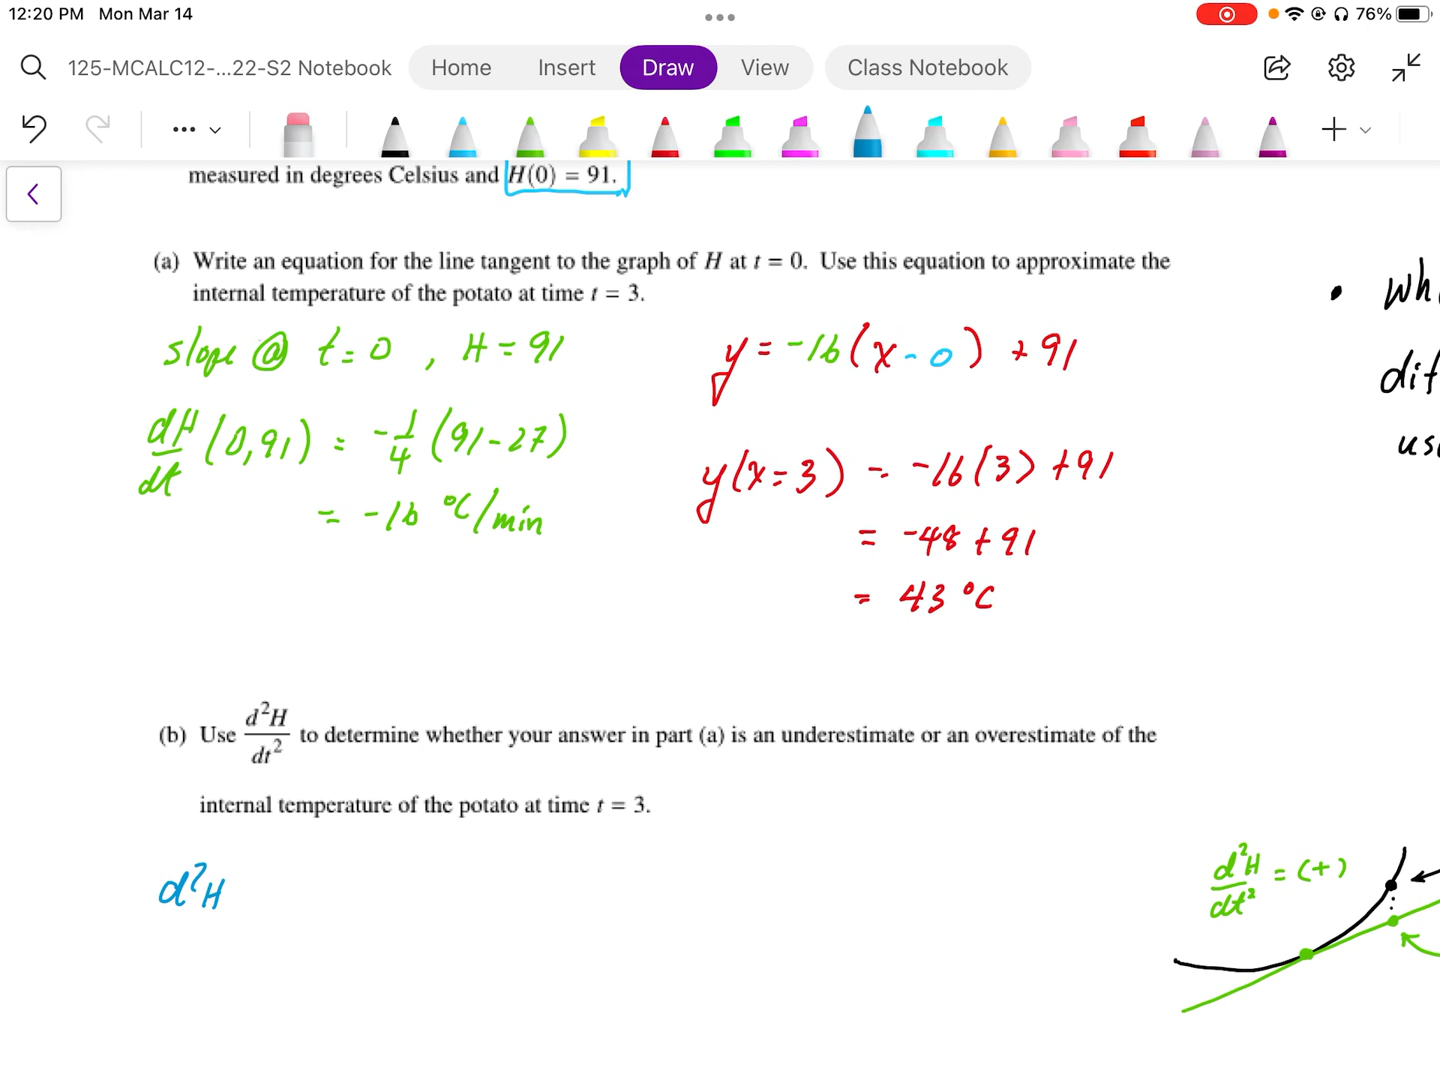 12:20 PM Mon Mar 14
76%
125-MCALC12-...22-S2 Notebook Home Insert Draw View Class Notebook
measured in degrees Celsius and H(0) = 91.
(a) Write an equation for the line tangent to the graph of H at t = 0. Use this equation to approximate the
internal temperature of the potato at time t = 3.
slope @ t = 0 , H = 91
dH/dt (0,91) = -1/4 (91-27)
= -16 °C/min
y = -16(x - 0) + 91
y(x=3) = -16(3) + 91
= -48 + 91
= 43 °C
• 
dif
us
(b) Use d²H/dt² to determine whether your answer in part (a) is an underestimate or an overestimate of the
internal temperature of the potato at time t = 3.
d²H
d²H/dt² = (+)